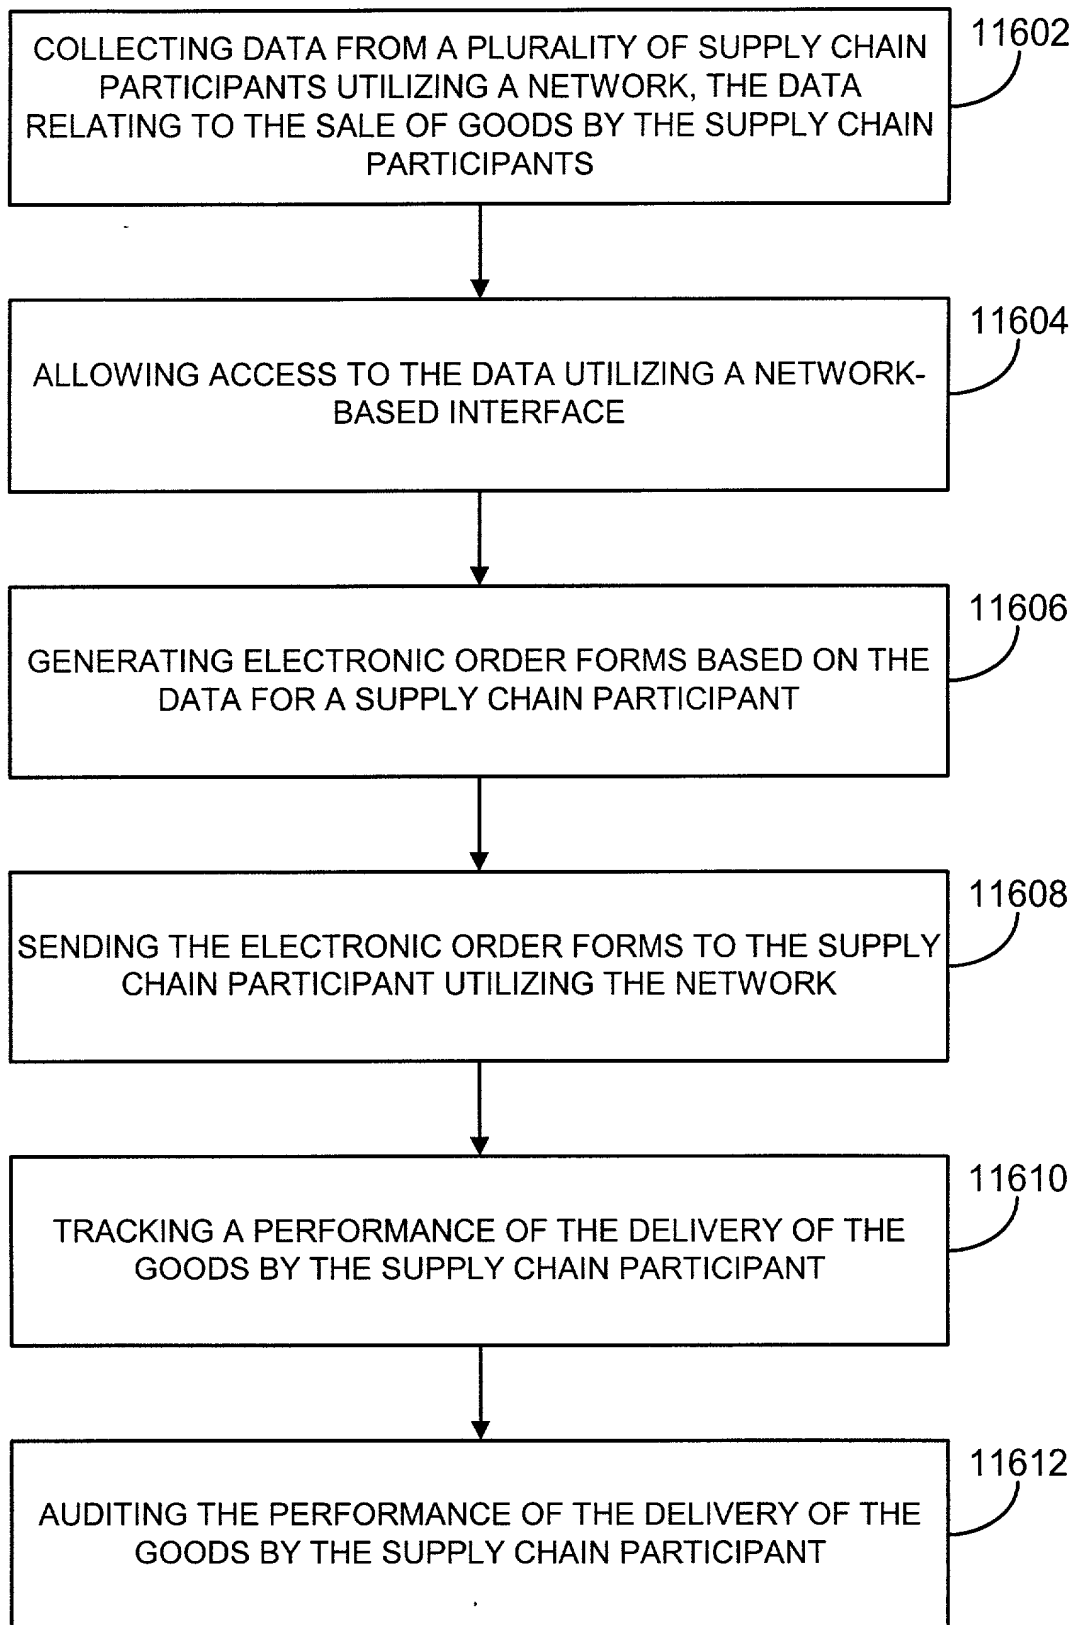 11602
COLLECTING DATA FROM A PLURALITY OF SUPPLY CHAIN
PARTICIPANTS UTILIZING A NETWORK, THE DATA
RELATING TO THE SALE OF GOODS BY THE SUPPLY CHAIN
PARTICIPANTS
11604
ALLOWING ACCESS TO THE DATA UTILIZING A NETWORK-
BASED INTERFACE
11606
GENERATING ELECTRONIC ORDER FORMS BASED ON THE
DATA FOR A SUPPLY CHAIN PARTICIPANT
11608
SENDING THE ELECTRONIC ORDER FORMS TO THE SUPPLY
CHAIN PARTICIPANT UTILIZING THE NETWORK
11610
TRACKING A PERFORMANCE OF THE DELIVERY OF THE
GOODS BY THE SUPPLY CHAIN PARTICIPANT
11612
AUDITING THE PERFORMANCE OF THE DELIVERY OF THE
GOODS BY THE SUPPLY CHAIN PARTICIPANT